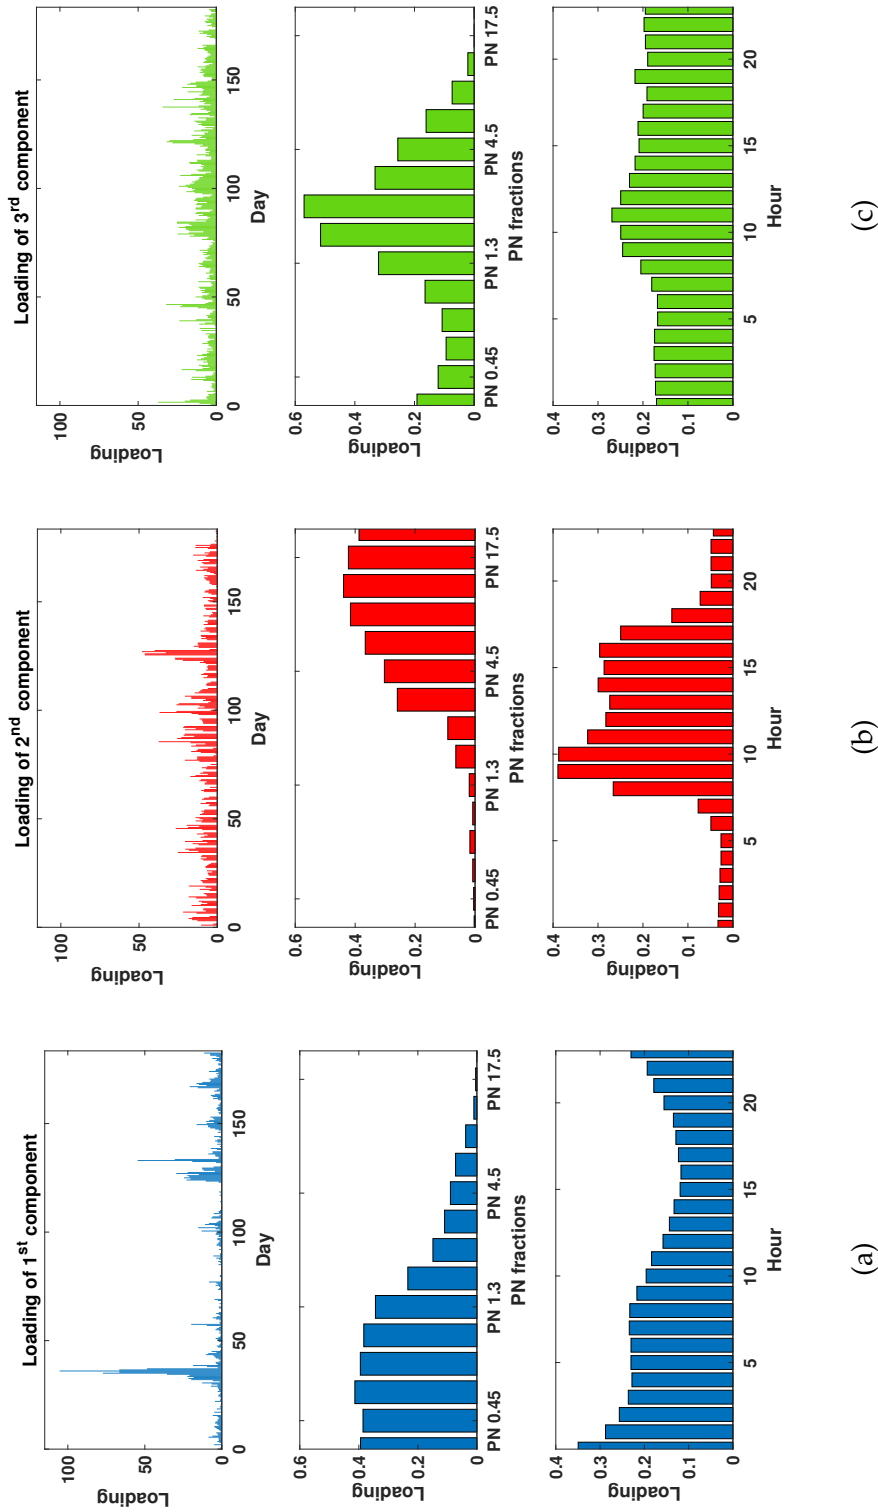 Loading of 1st component
Loading
100
50
0
0 50 100 150
Day
Loading
0.6
0.4
0.2
0
PN 0.45 PN 1.3 PN 4.5 PN 17.5
PN fractions
Loading
0.4
0.3
0.2
0.1
0
5 10 15 20
Hour
(a)
Loading of 2nd component
Loading
100
50
0
0 50 100 150
Day
Loading
0.6
0.4
0.2
0
PN 0.45 PN 1.3 PN 4.5 PN 17.5
PN fractions
Loading
0.4
0.3
0.2
0.1
0
5 10 15 20
Hour
(b)
Loading of 3rd component
Loading
100
50
0
0 50 100 150
Day
Loading
0.6
0.4
0.2
0
PN 0.45 PN 1.3 PN 4.5 PN 17.5
PN fractions
Loading
0.4
0.3
0.2
0.1
0
5 10 15 20
Hour
(c)